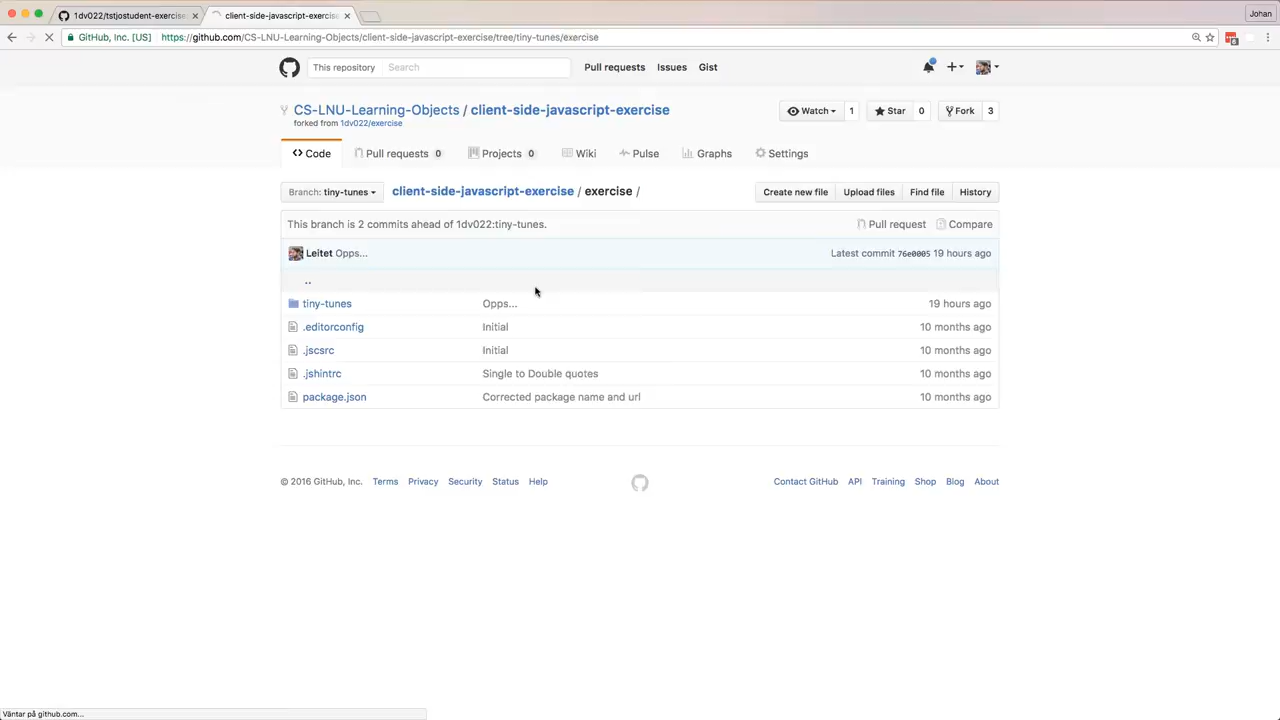 1dv022/tstjostudent-exercise
client-side-javascript-exercise
Johan
GitHub, Inc. [US]
https://github.com/CS-LNU-Learning-Objects/client-side-javascript-exercise/tree/tiny-tunes/exercise
This repository
Search
Pull requests
Issues
Gist
CS-LNU-Learning-Objects / client-side-javascript-exercise
forked from 1dv022/exercise
Watch 1
Star 0
Fork 3
Code
Pull requests 0
Projects 0
Wiki
Pulse
Graphs
Settings
Branch: tiny-tunes
client-side-javascript-exercise / exercise /
Create new file
Upload files
Find file
History
This branch is 2 commits ahead of 1dv022:tiny-tunes.
Pull request
Compare
Leitet Opps...
Latest commit 76e0005 19 hours ago
..
tiny-tunes Opps... 19 hours ago
.editorconfig Initial 10 months ago
.jscsrc Initial 10 months ago
.jshintrc Single to Double quotes 10 months ago
package.json Corrected package name and url 10 months ago
© 2016 GitHub, Inc. Terms Privacy Security Status Help
Contact GitHub API Training Shop Blog About
Väntar på github.com...